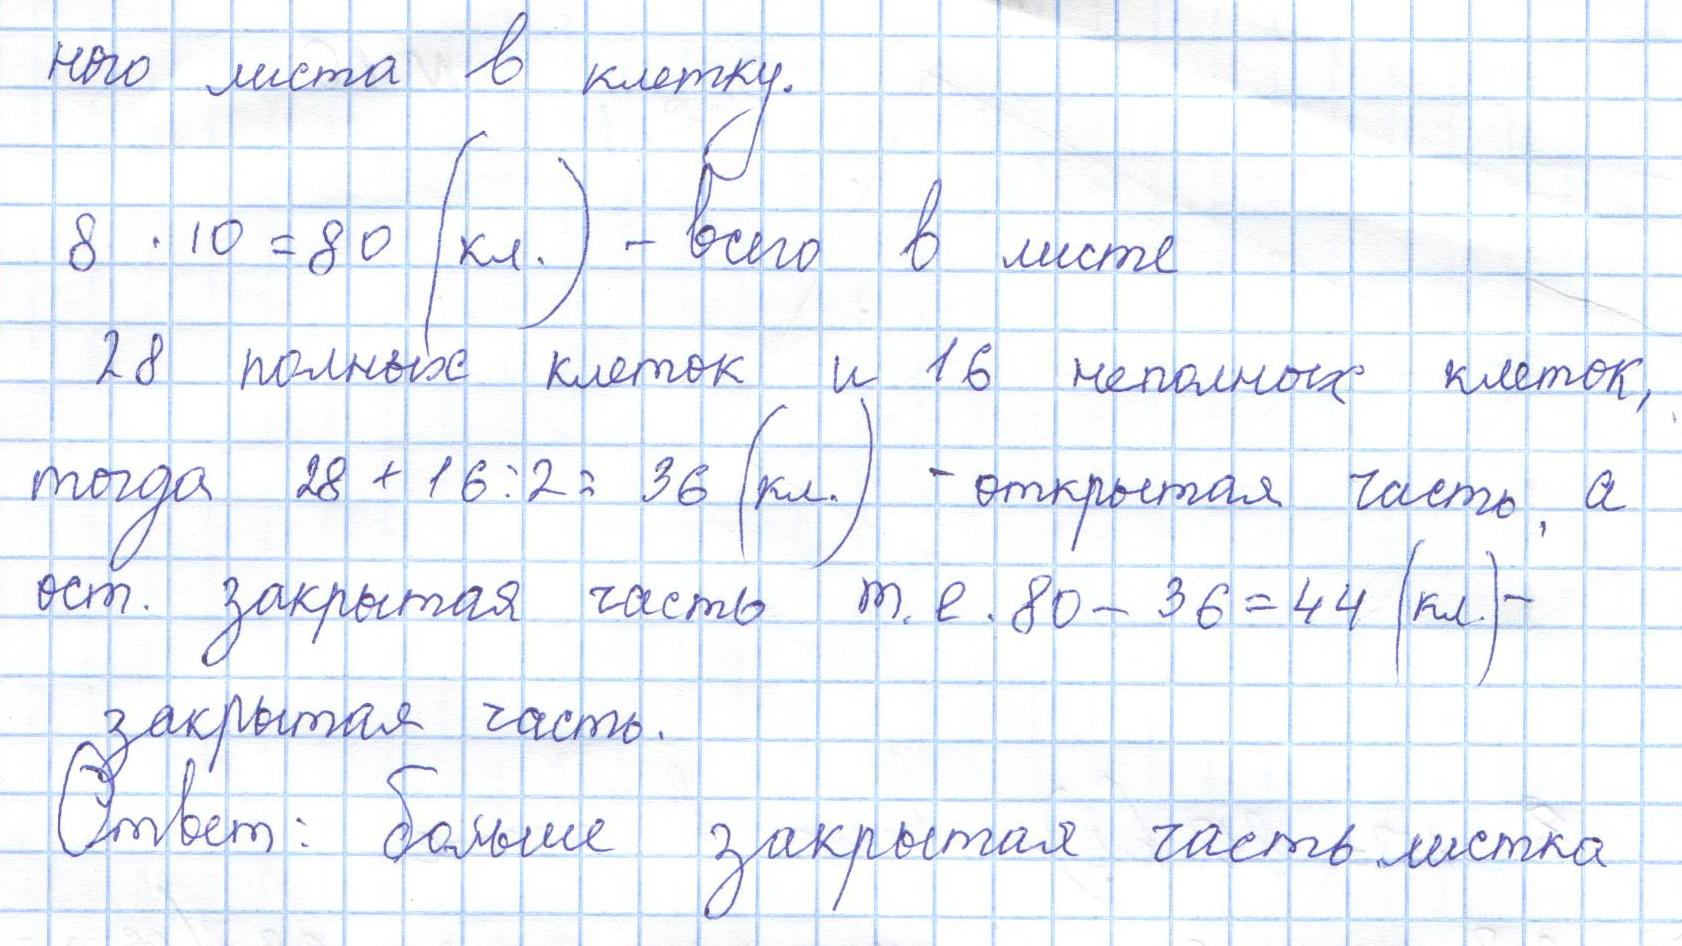 ного листа в клетку.
8 · 10 = 80 (кл.) - всего в листе
28 полных клеток и 16 неполных клеток,
тогда 28 + 16 : 2 = 36 (кл.) - открытая часть, а
ост. закрытая часть т. е. 80 - 36 = 44 (кл.) -
закрытая часть.
Ответ: больше закрытая часть листка